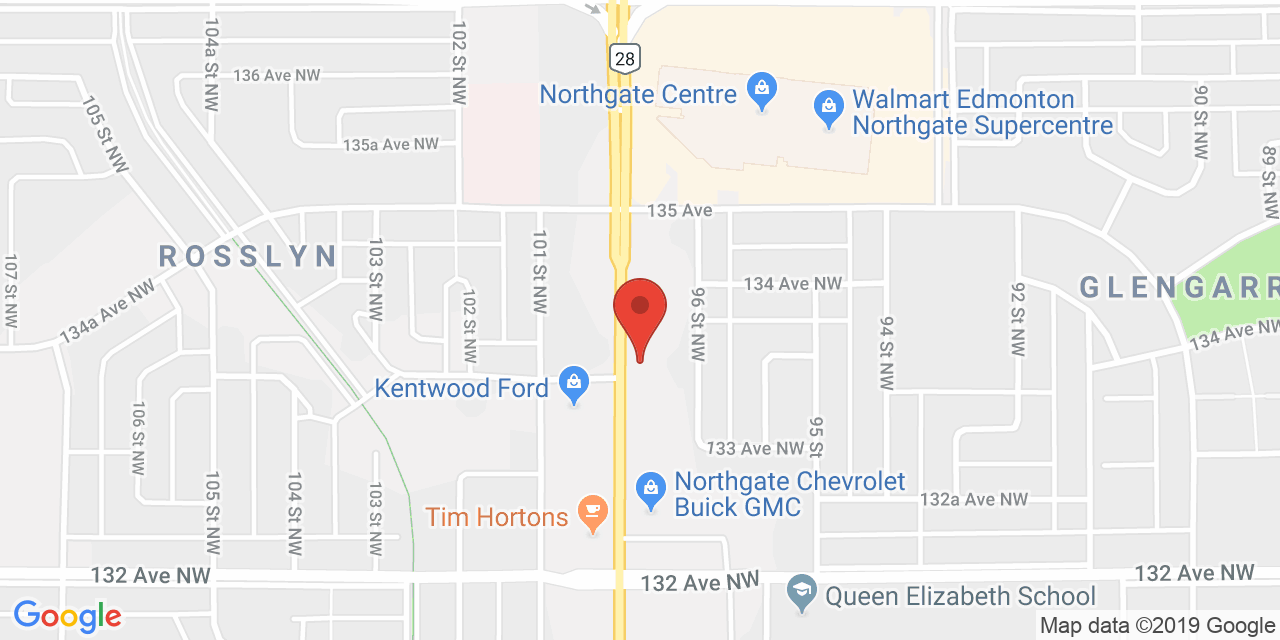 104a St NW
102 St NW
28
136 Ave NW
Northgate Centre
Walmart Edmonton
Northgate Supercentre
90 St NW
105 St NW
135a Ave NW
89 St NW
135 Ave
ROSSLYN
107 St NW
103 St NW
101 St NW
134a Ave NW
102 St NW
96 St NW
134 Ave NW
92 St NW
GLENGARR
94 St NW
134 Ave NW
Kentwood Ford
106 St NW
95 St
133 Ave NW
105 St NW
104 St NW
103 St NW
Northgate Chevrolet
Buick GMC
132a Ave NW
Tim Hortons
132 Ave NW
132 Ave NW
132 Ave NW
Queen Elizabeth School
Google
Map data ©2019 Google